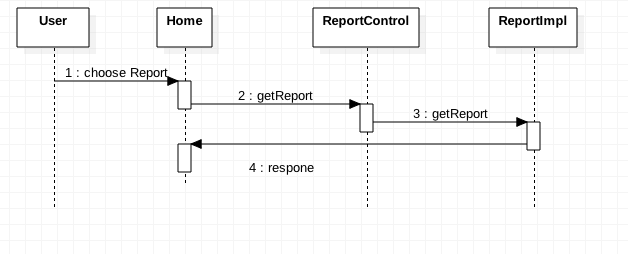 User
Home
ReportControl
ReportImpl
1 : choose Report
2 : getReport
3 : getReport
4 : respone